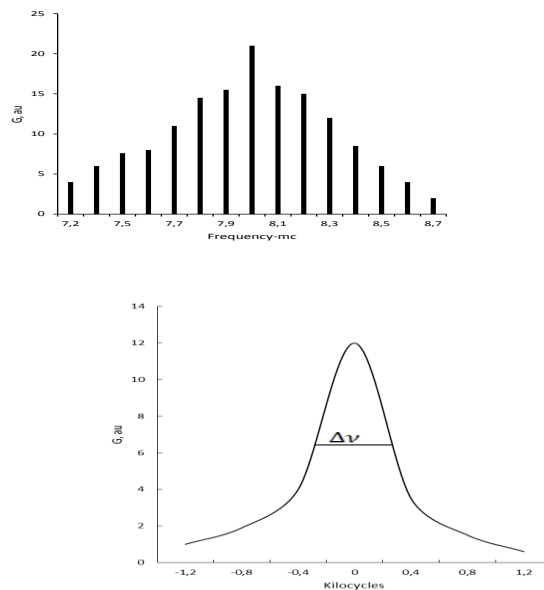 25
20
15
10
5
0
G, au
7,2 7,5 7,7 7,9 8,1 8,3 8,5 8,7
Frequency-mc
14
12
10
8
6
4
2
0
G, au
Δν
-1,2 -0,8 -0,4 0 0,4 0,8 1,2
Kilocycles